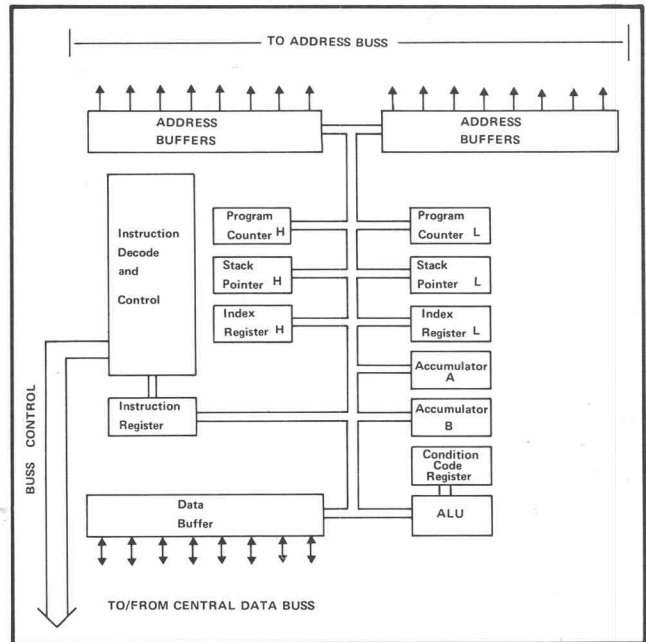 TO ADDRESS BUSS
ADDRESS
BUFFERS
ADDRESS
BUFFERS
Instruction
Decode
and
Control
Program
Counter H
Program
Counter L
Stack
Pointer H
Stack
Pointer L
Index
Register H
Index
Register L
Accumulator
A
Instruction
Register
Accumulator
B
Condition
Code
Register
ALU
Data
Buffer
BUSS CONTROL
TO/FROM CENTRAL DATA BUSS